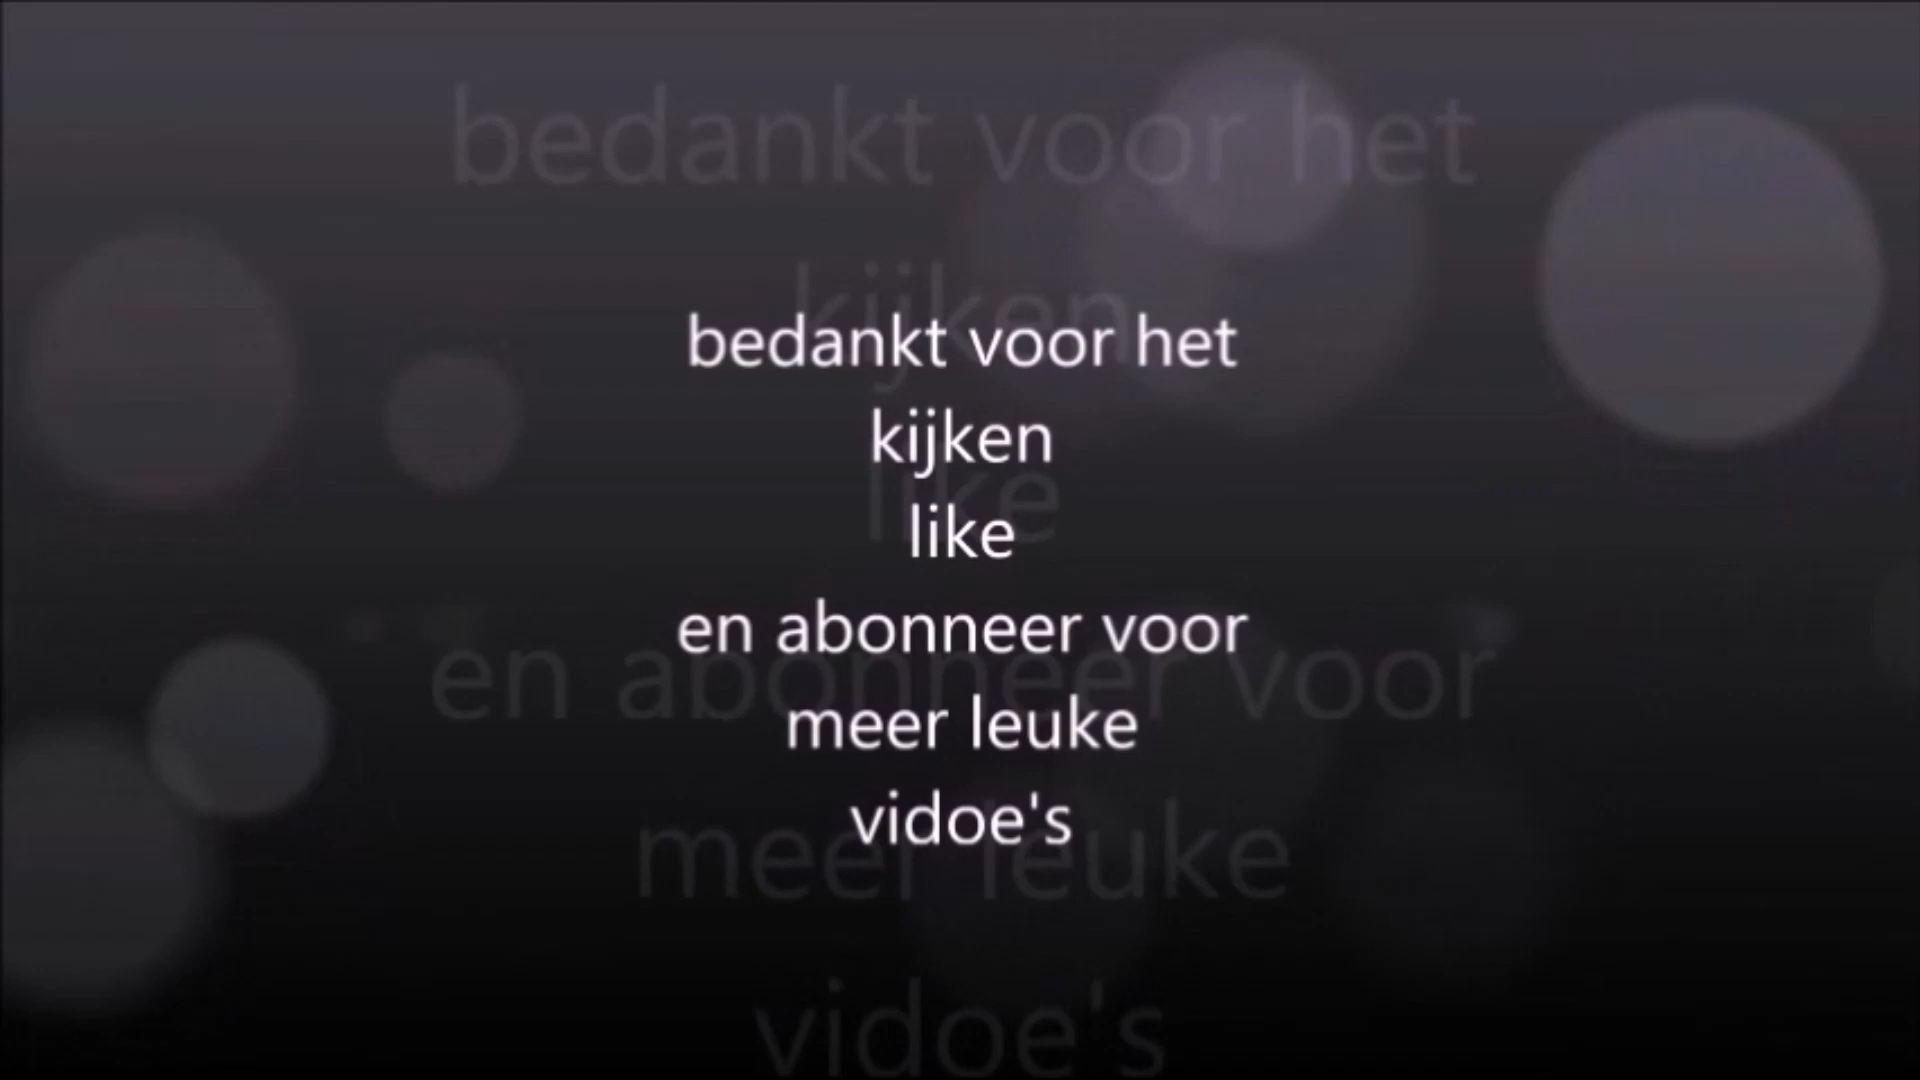 bedankt voor het
kijken
like
en abonneer voor
meer leuke
vidoe's